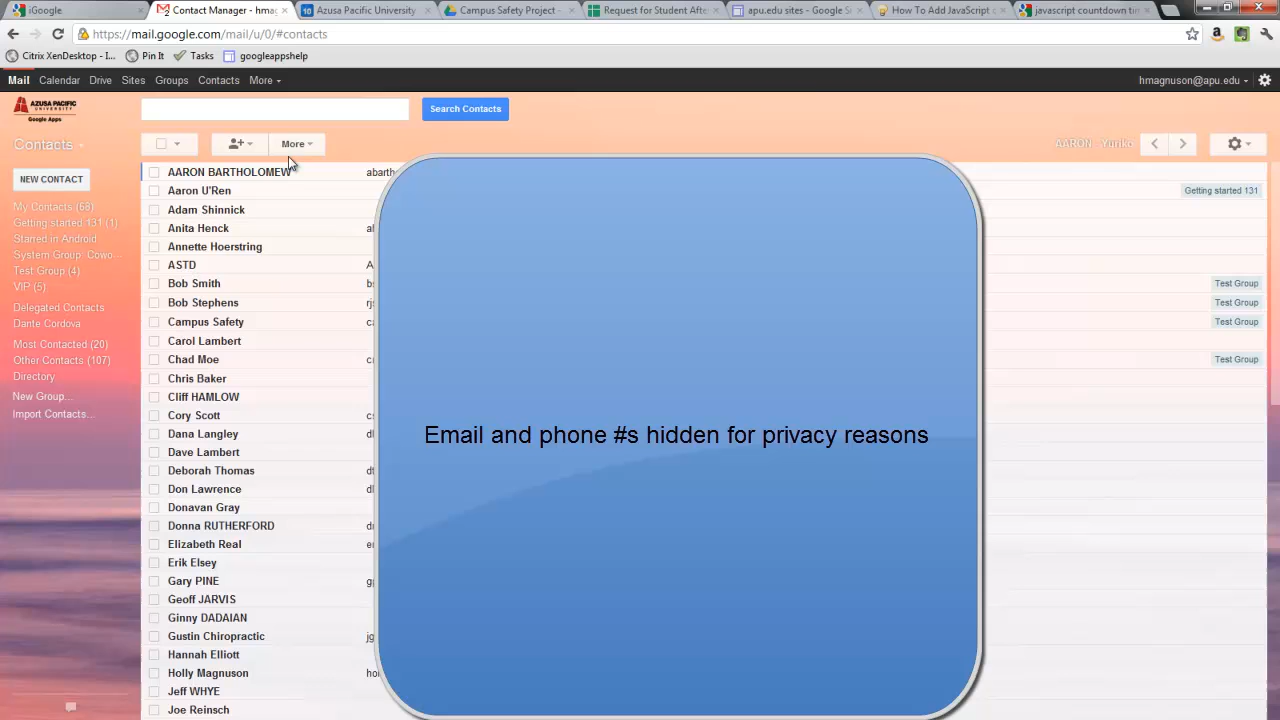 iGoogle
Contact Manager - hmag
Azusa Pacific University
Campus Safety Project -
Request for Student Afte
apu.edu sites - Google S
How To Add JavaScript c
javascript countdown tim
https://mail.google.com/mail/u/0/#contacts
Citrix XenDesktop - I...
Pin It
Tasks
googleappshelp
Mail Calendar Drive Sites Groups Contacts More
hmagnuson@apu.edu
AZUSA PACIFIC
UNIVERSITY
Google Apps
Search Contacts
Contacts
More
AARON Yuriko
NEW CONTACT
My Contacts (68)
Getting started 131 (1)
Starred in Android
System Group: Cowo...
Test Group (4)
VIP (5)
Delegated Contacts
Dante Cordova
Most Contacted (20)
Other Contacts (107)
Directory
New Group...
Import Contacts...
AARON BARTHOLOMEW abarth
Aaron U'Ren Getting started 131
Adam Shinnick
Anita Henck
Annette Hoerstring
ASTD A
Bob Smith Test Group
Bob Stephens rjs Test Group
Campus Safety Test Group
Carol Lambert
Chad Moe Test Group
Chris Baker
Cliff HAMLOW
Cory Scott
Dana Langley
Dave Lambert
Deborah Thomas
Don Lawrence
Donavan Gray
Donna RUTHERFORD
Elizabeth Real
Erik Elsey
Gary PINE
Geoff JARVIS
Ginny DADAIAN
Gustin Chiropractic
Hannah Elliott
Holly Magnuson
Jeff WHYE
Joe Reinsch
Email and phone #s hidden for privacy reasons